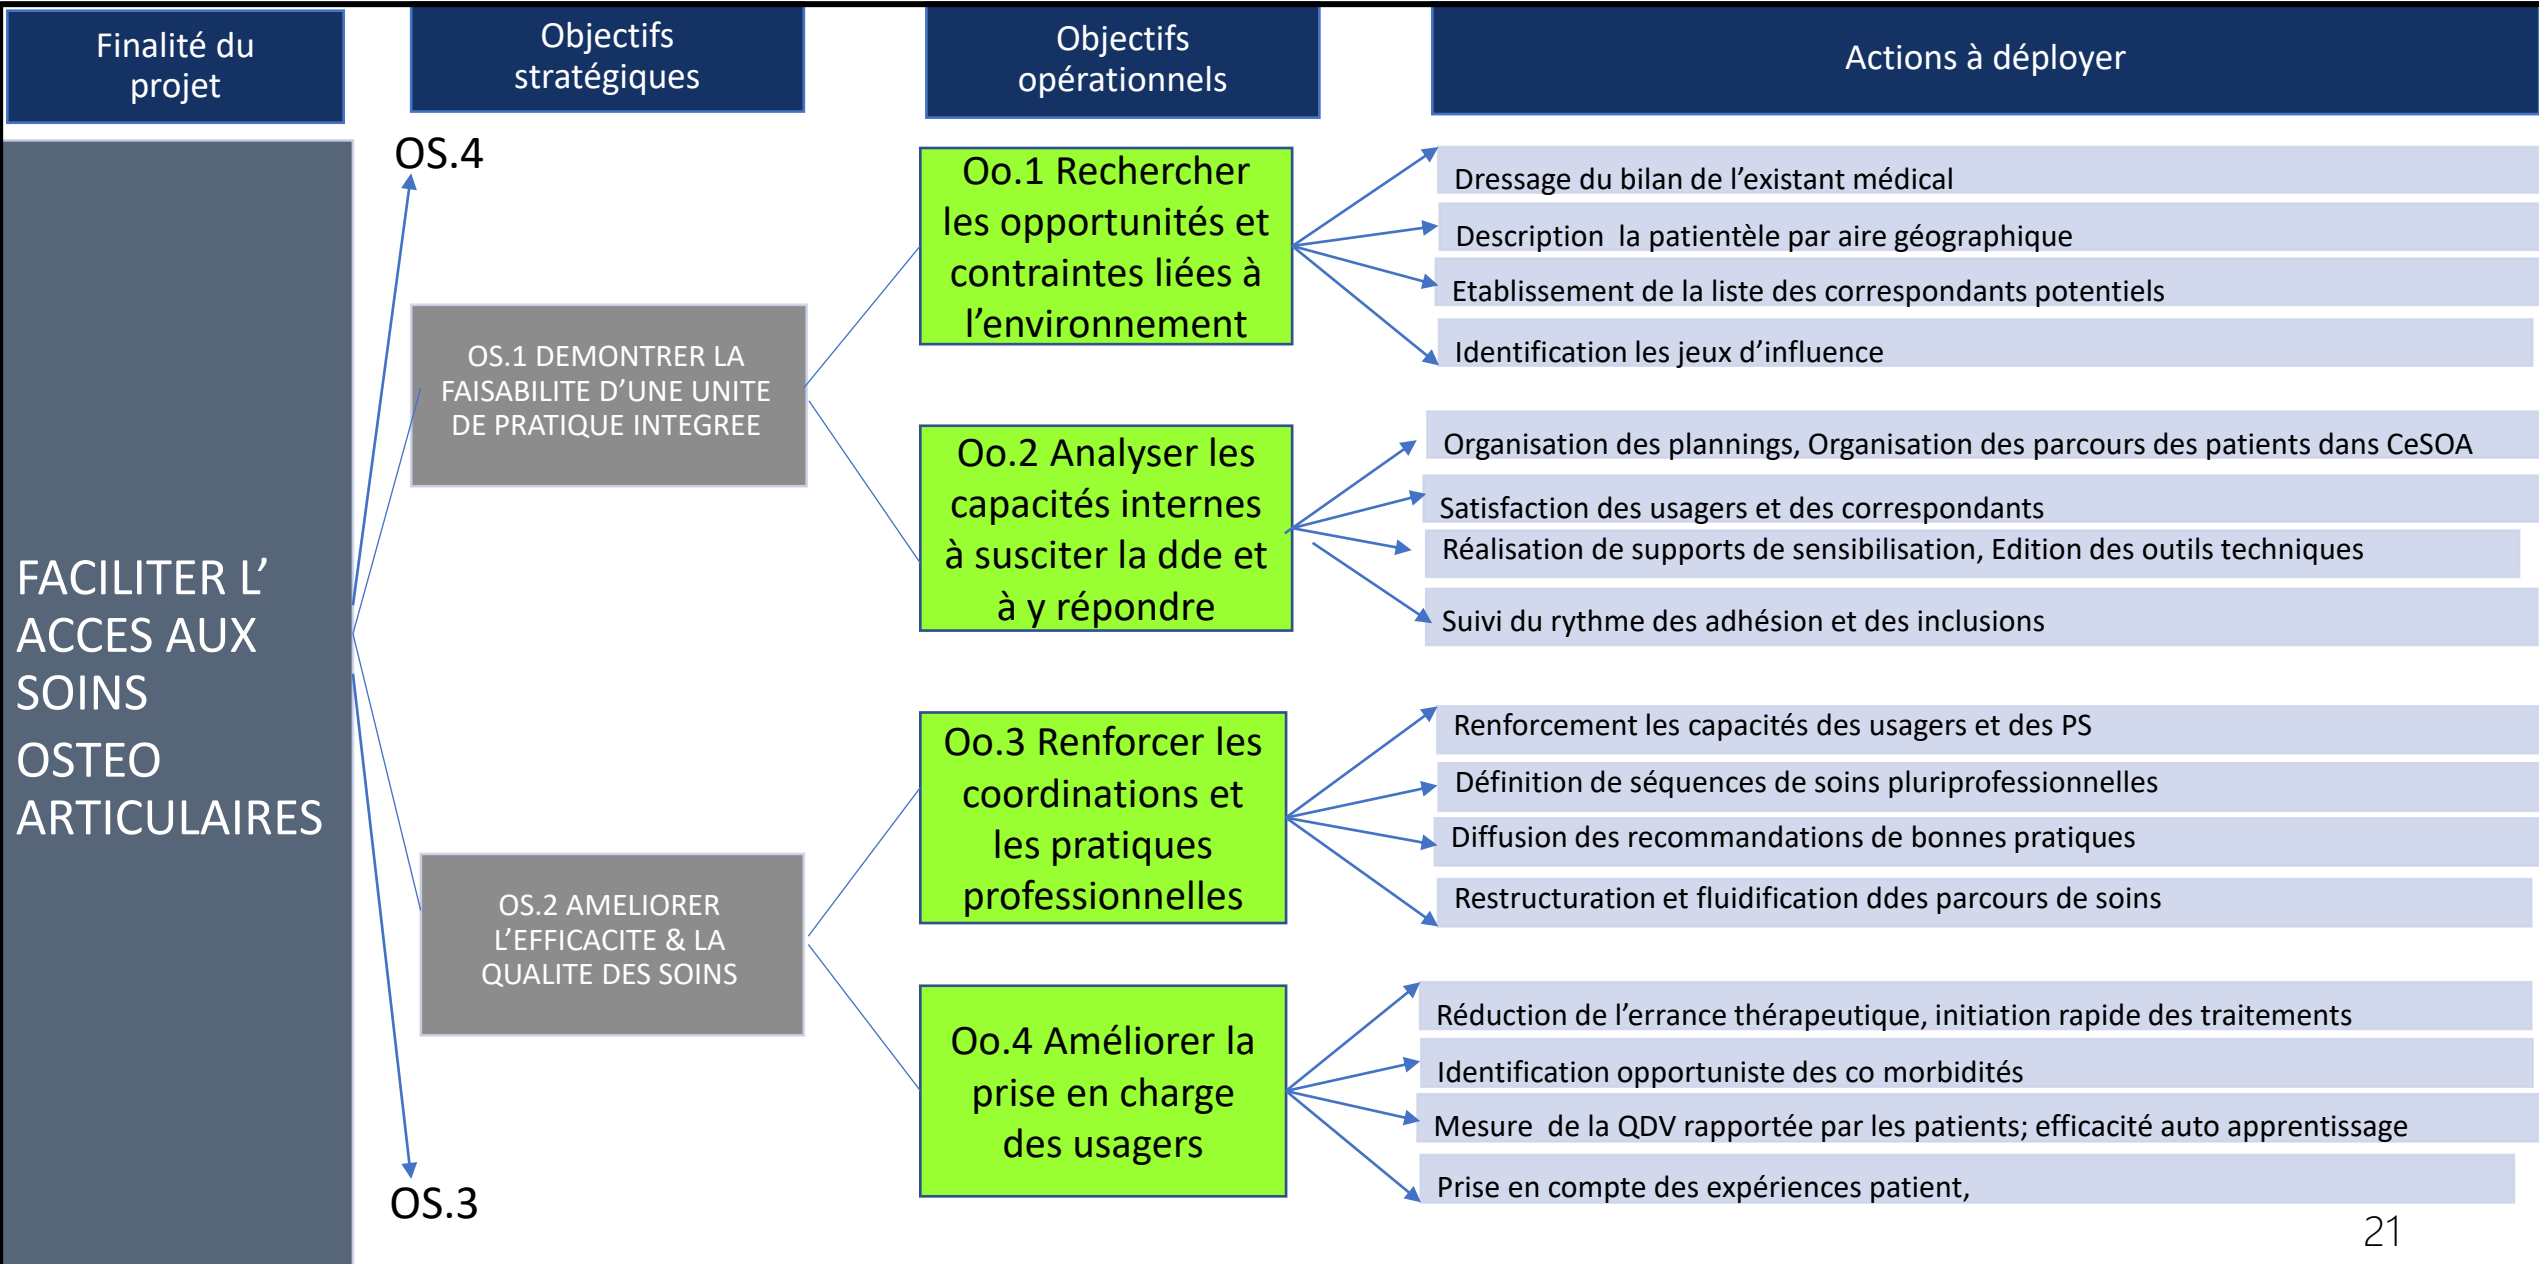 Finalité du
projet
Objectifs
stratégiques
Objectifs
opérationnels
Actions à déployer
FACILITER L’
ACCES AUX
SOINS
OSTEO
ARTICULAIRES
OS.4
OS.1 DEMONTRER LA
FAISABILITE D’UNE UNITE
DE PRATIQUE INTEGREE
OS.2 AMELIORER
L’EFFICACITE & LA
QUALITE DES SOINS
OS.3
Oo.1 Rechercher
les opportunités et
contraintes liées à
l’environnement
Dressage du bilan de l’existant médical
Description  la patientèle par aire géographique
Etablissement de la liste des correspondants potentiels
Identification les jeux d’influence
Oo.2 Analyser les
capacités internes
à susciter la dde et
à y répondre
Organisation des plannings, Organisation des parcours des patients dans CeSOA
Satisfaction des usagers et des correspondants
Réalisation de supports de sensibilisation, Edition des outils techniques
Suivi du rythme des adhésion et des inclusions
Oo.3 Renforcer les
coordinations et
les pratiques
professionnelles
Renforcement les capacités des usagers et des PS
Définition de séquences de soins pluriprofessionnelles
Diffusion des recommandations de bonnes pratiques
Restructuration et fluidification ddes parcours de soins
Oo.4 Améliorer la
prise en charge
des usagers
Réduction de l’errance thérapeutique, initiation rapide des traitements
Identification opportuniste des co morbidités
Mesure  de la QDV rapportée par les patients; efficacité auto apprentissage
Prise en compte des expériences patient,
21